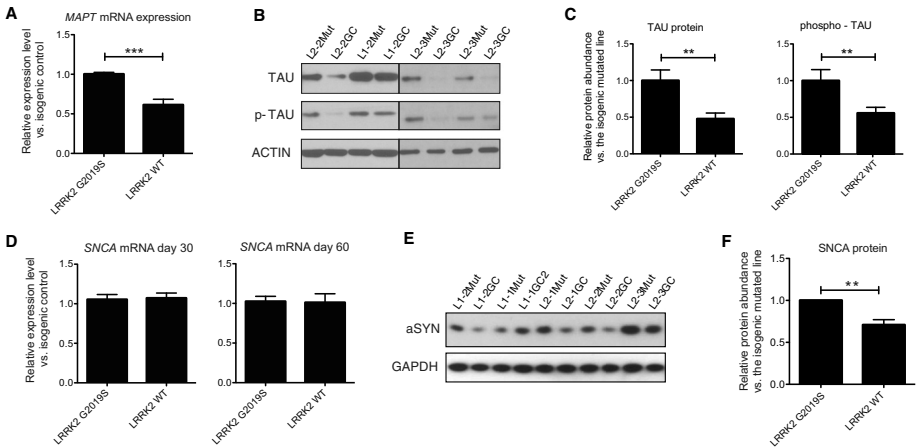 A
MAPT mRNA expression
Relative expression level
vs. isogenic control
1.5
1.0
0.5
0.0
***
LRRK2 G2019S
LRRK2 WT
B
L2-2Mut
L2-2GC
L1-2Mut
L1-2GC
L2-3Mut
L2-3GC
L2-3Mut
L2-3GC
TAU
p-TAU
ACTIN
C
TAU protein
Relative protein abundance
vs. the isogenic mutated line
1.5
1.0
0.5
0.0
**
LRRK2 G2019S
LRRK2 WT
phospho - TAU
1.5
1.0
0.5
0.0
**
LRRK2 G2019S
LRRK2 WT
D
SNCA mRNA day 30
Relative expression level
vs. isogenic control
1.5
1.0
0.5
0.0
LRRK2 G2019S
LRRK2 WT
SNCA mRNA day 60
1.5
1.0
0.5
0.0
LRRK2 G2019S
LRRK2 WT
E
L1-2Mut
L1-2GC
L1-1Mut
L1-1GC2
L2-1Mut
L2-1GC
L2-2Mut
L2-2GC
L2-3Mut
L2-3GC
aSYN
GAPDH
F
SNCA protein
Relative protein abundance
vs. the isogenic mutated line
1.5
1.0
0.5
0.0
**
LRRK2 G2019S
LRRK2 WT